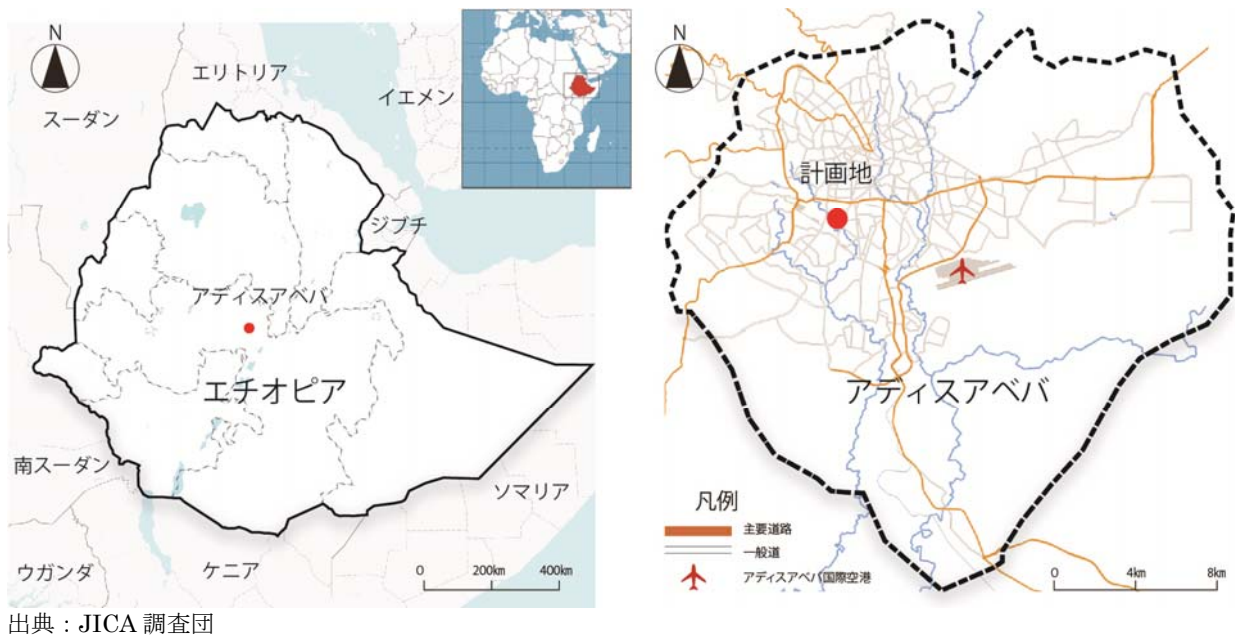 N
エリトリア
スーダン
イエメン
ジブチ
アディスアベバ
エチオピア
南スーダン
ソマリア
ウガンダ
ケニア
0 200km 400km
N
計画地
アディスアベバ
凡例
主要道路
一般道
アディスアベバ国際空港
0 4km 8km
出典：JICA 調査団